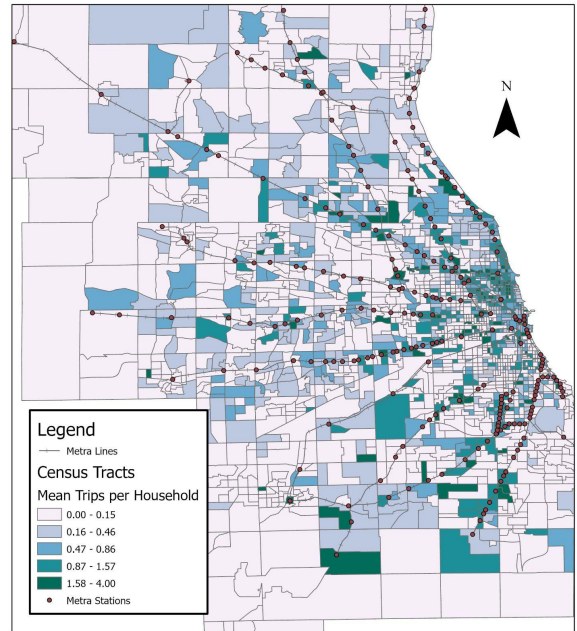 N
Legend
Metra Lines
Census Tracts
Mean Trips per Household
0.00 - 0.15
0.16 - 0.46
0.47 - 0.86
0.87 - 1.57
1.58 - 4.00
Metra Stations